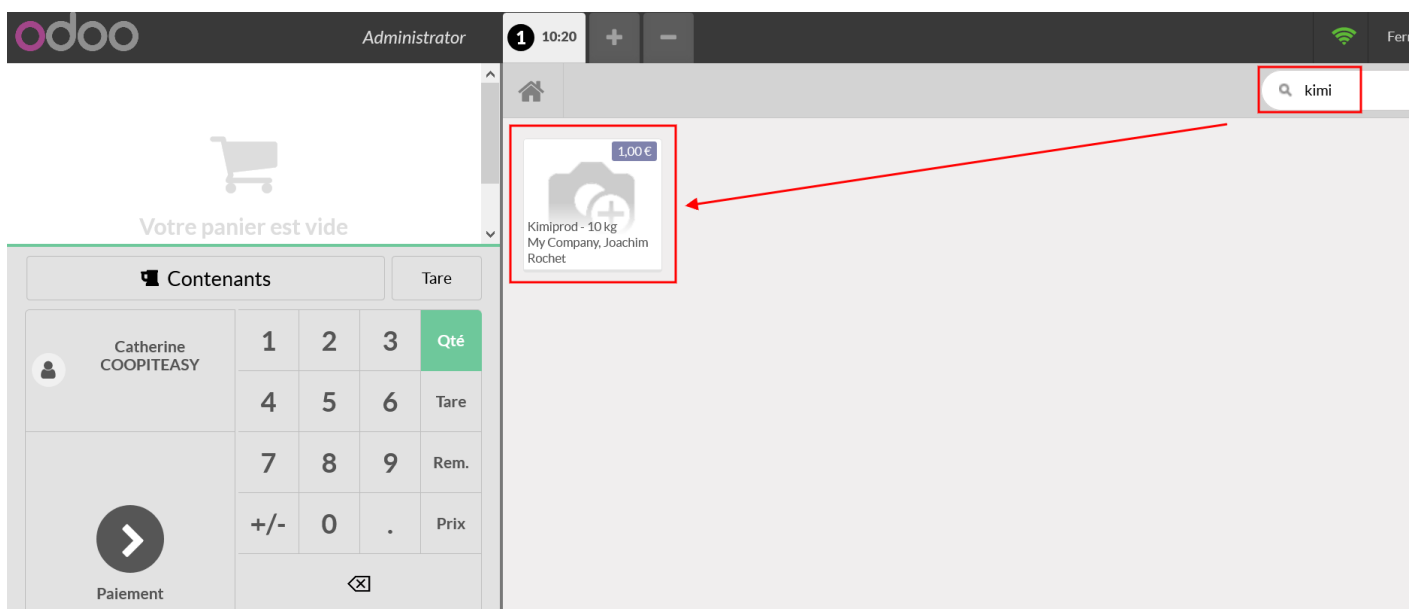 odoo
Administrator
1 10:20
Ferr
kimi
Votre panier est vide
1,00 €
Kimiprod - 10 kg
My Company, Joachim
Rochet
Contenants
Tare
Catherine
COOPITEASY
1 2 3 Qté
4 5 6 Tare
7 8 9 Rem.
+/- 0 . Prix
Paiement